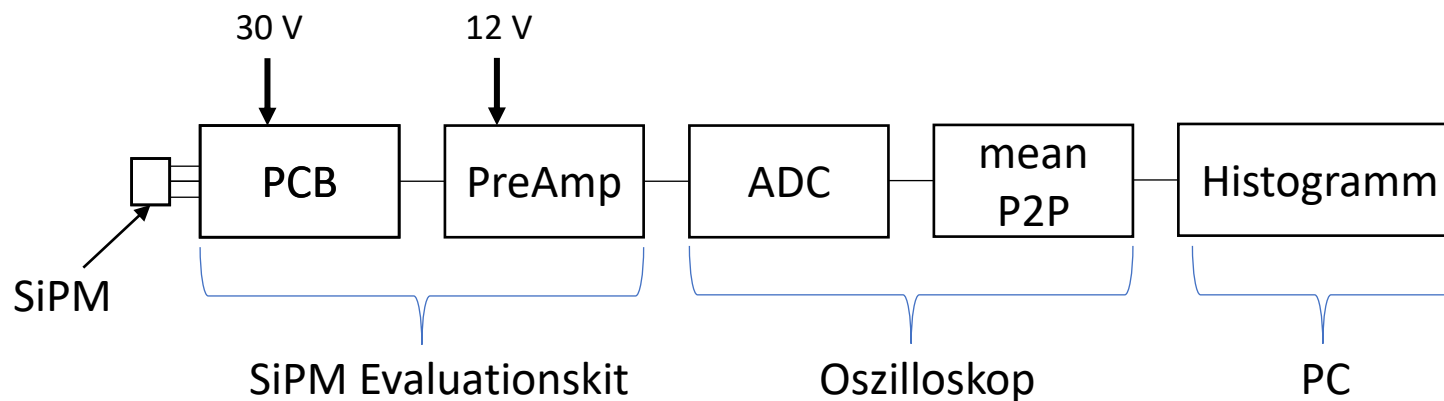 30 V
12 V
PCB
PreAmp
ADC
mean
P2P
Histogramm
SiPM
SiPM Evaluationskit
Oszilloskop
PC